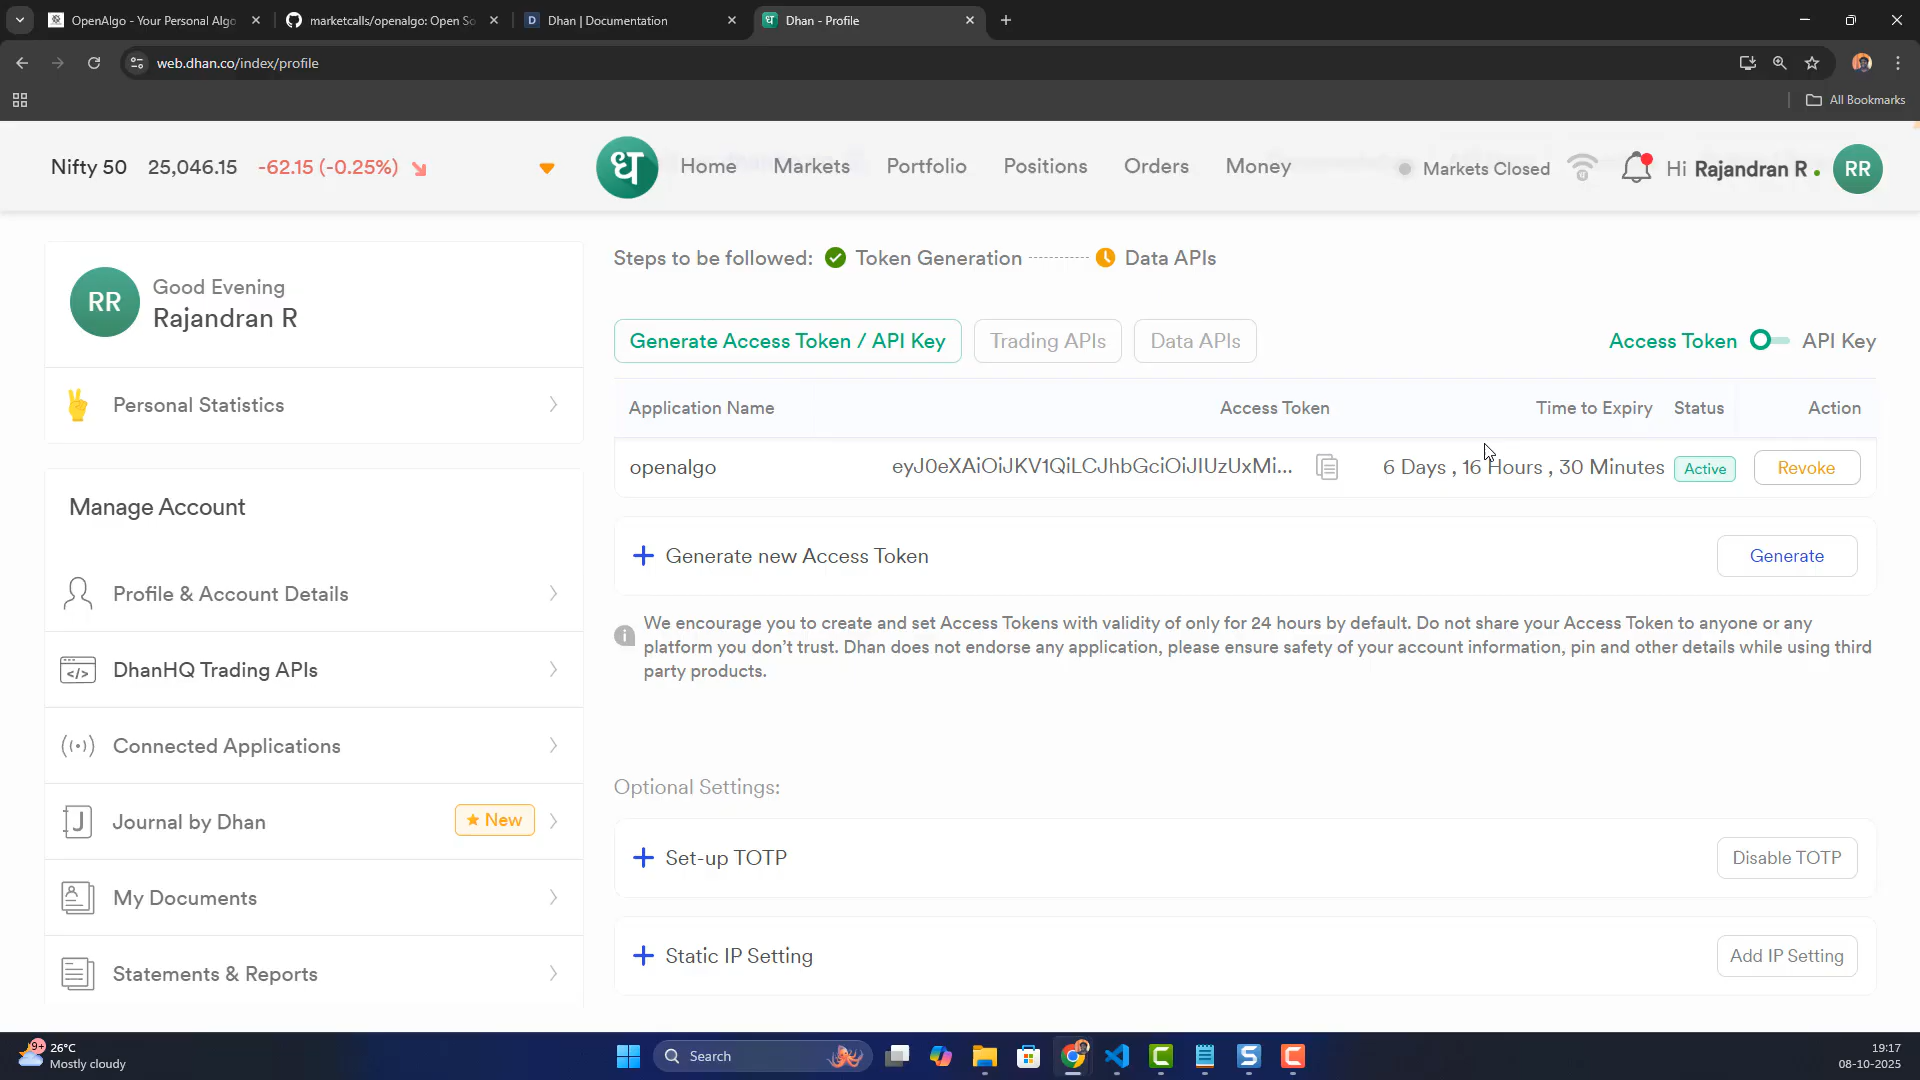 OpenAlgo - Your Personal Algo
marketcalls/openalgo: Open So
Dhan | Documentation
Dhan - Profile
web.dhan.co/index/profile
All Bookmarks
Nifty 50 25,046.15 -62.15 (-0.25%)
ध
Home Markets Portfolio Positions Orders Money
Markets Closed
Hi Rajandran R
RR
RR
Good Evening
Rajandran R
Personal Statistics
Manage Account
Profile & Account Details
DhanHQ Trading APIs
Connected Applications
Journal by Dhan
New
My Documents
Statements & Reports
Steps to be followed: Token Generation Data APIs
Generate Access Token / API Key
Trading APIs
Data APIs
Access Token API Key
Application Name Access Token Time to Expiry Status Action
openalgo eyJ0eXAiOiJKV1QiLCJhbGciOiJIUzUxMi... 6 Days , 16 Hours , 30 Minutes Active Revoke
Generate new Access Token
Generate
We encourage you to create and set Access Tokens with validity of only for 24 hours by default. Do not share your Access Token to anyone or any
platform you don’t trust. Dhan does not endorse any application, please ensure safety of your account information, pin and other details while using third
party products.
Optional Settings:
Set-up TOTP
Disable TOTP
Static IP Setting
Add IP Setting
9+
26°C
Mostly cloudy
Search
19:17
08-10-2025